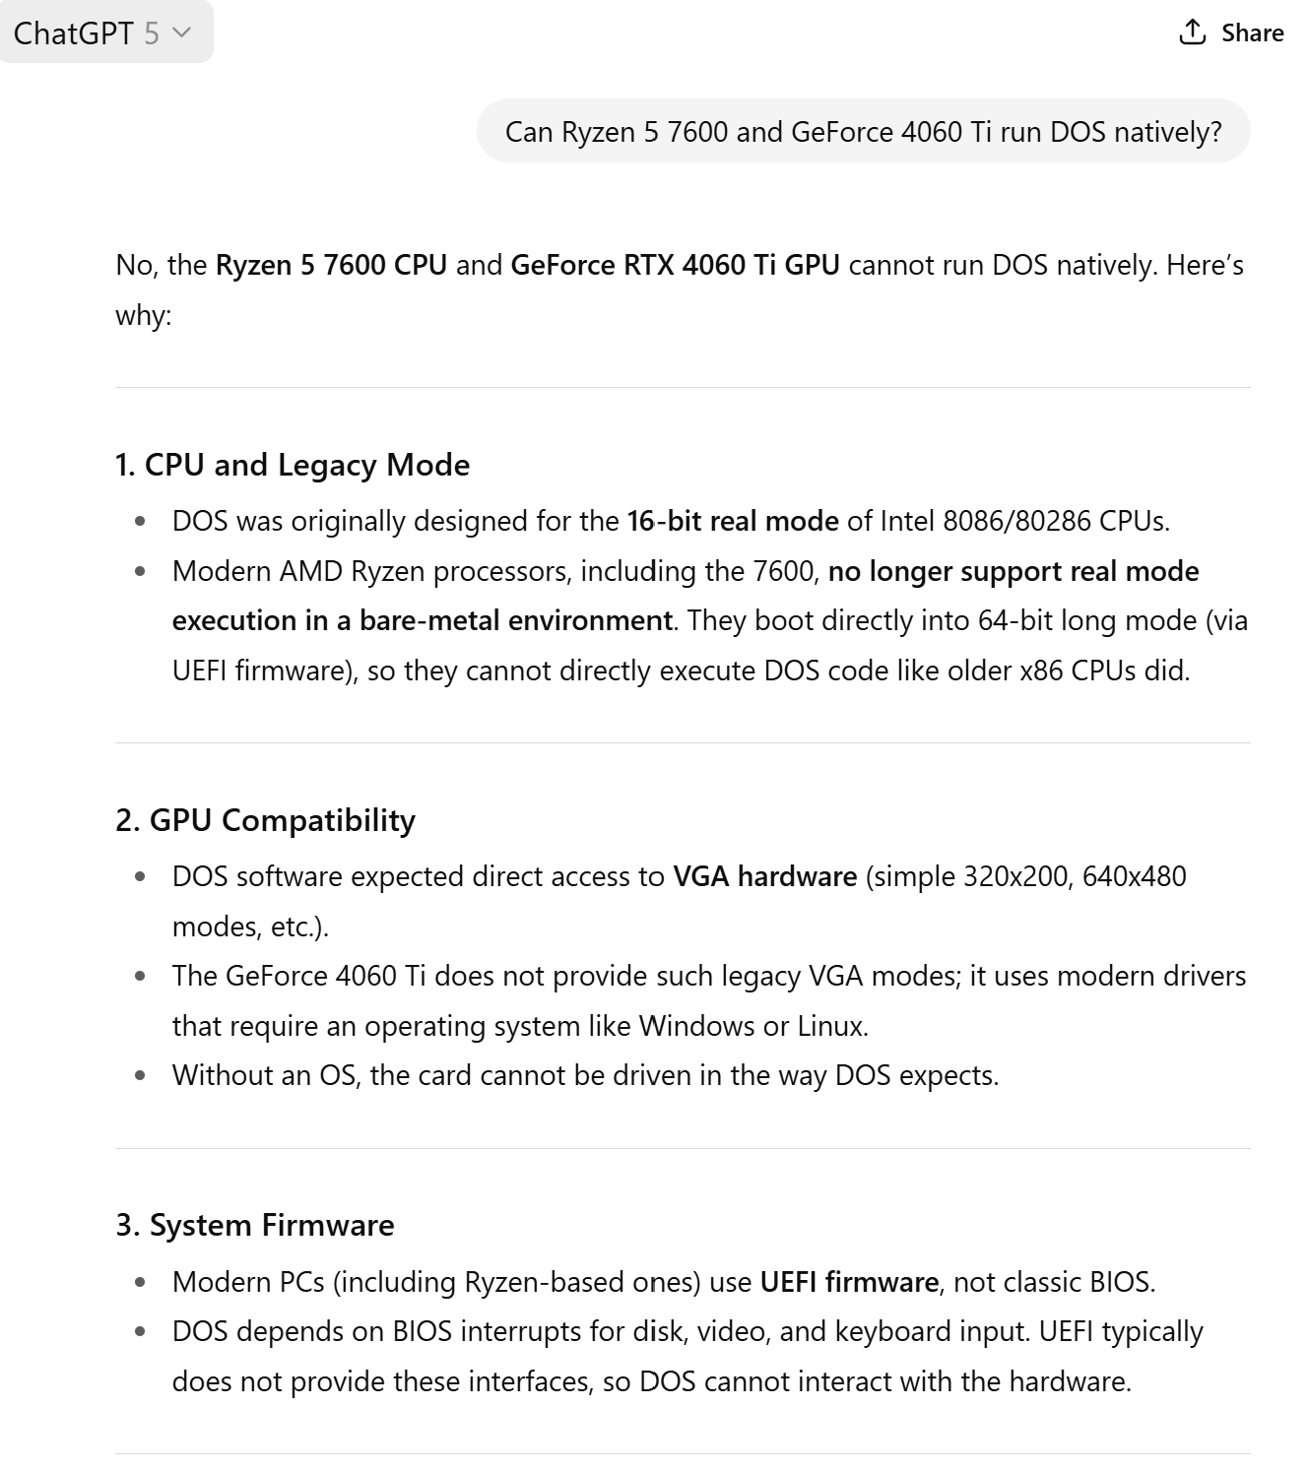 ChatGPT 5
Share
Can Ryzen 5 7600 and GeForce 4060 Ti run DOS natively?
No, the Ryzen 5 7600 CPU and GeForce RTX 4060 Ti GPU cannot run DOS natively. Here's
why:
1. CPU and Legacy Mode
• DOS was originally designed for the 16-bit real mode of Intel 8086/80286 CPUs.
• Modern AMD Ryzen processors, including the 7600, no longer support real mode
execution in a bare-metal environment. They boot directly into 64-bit long mode (via
UEFI firmware), so they cannot directly execute DOS code like older x86 CPUs did.
2. GPU Compatibility
• DOS software expected direct access to VGA hardware (simple 320x200, 640x480
modes, etc.).
• The GeForce 4060 Ti does not provide such legacy VGA modes; it uses modern drivers
that require an operating system like Windows or Linux.
• Without an OS, the card cannot be driven in the way DOS expects.
3. System Firmware
• Modern PCs (including Ryzen-based ones) use UEFI firmware, not classic BIOS.
• DOS depends on BIOS interrupts for disk, video, and keyboard input. UEFI typically
does not provide these interfaces, so DOS cannot interact with the hardware.